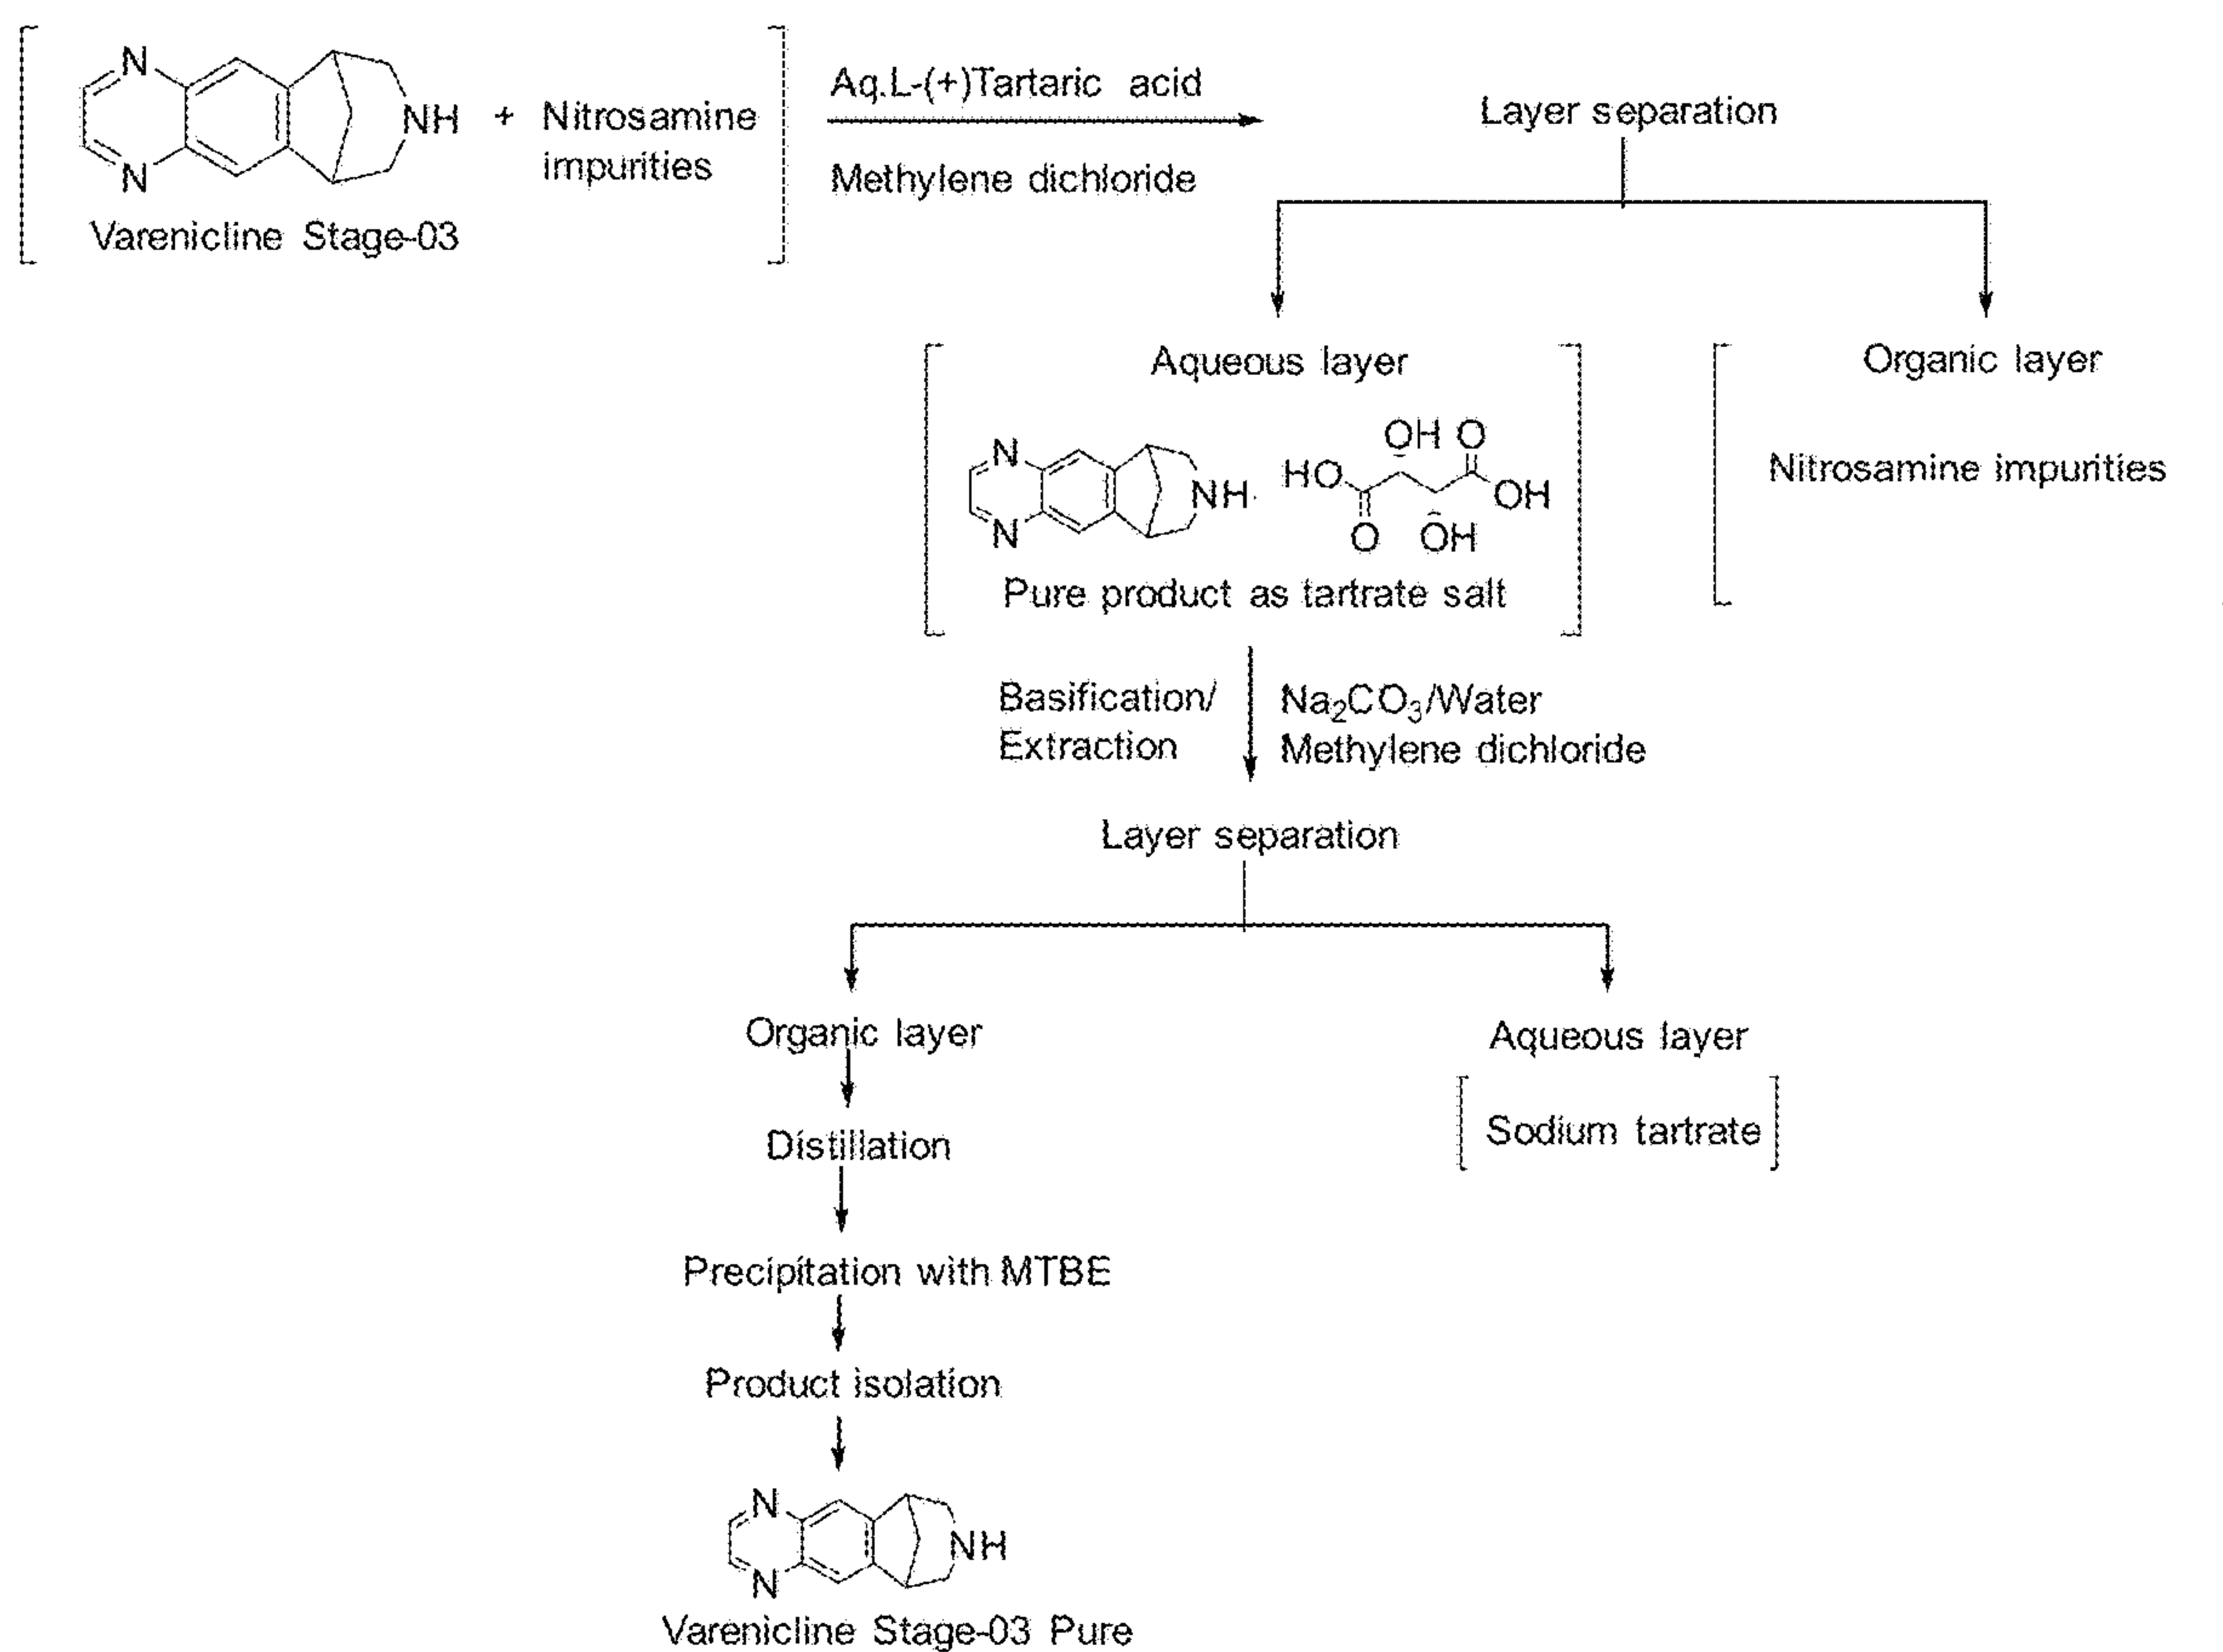 N
N
NH
+ Nitrosamine
impurities
Varenicline Stage-03
Aq.L-(+)Tartaric acid
Methylene dichloride
Layer separation
Aqueous layer
N
N
NH.
HO
O
OH
O
OH
OH
Pure product as tartrate salt
Organic layer
Nitrosamine impurities
Basification/
Extraction
Na₂CO₃/Water
Methylene dichloride
Layer separation
Organic layer
Aqueous layer
Sodium tartrate
Distillation
Precipitation with MTBE
Product isolation
N
N
NH
Varenicline Stage-03 Pure